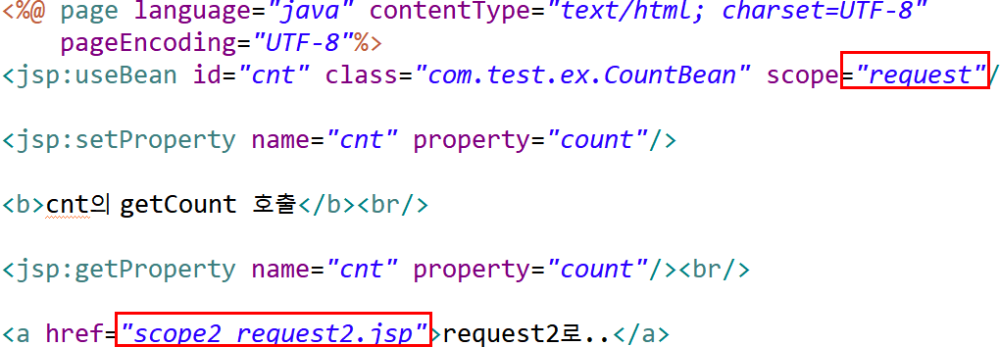 <%@ page language="java" contentType="text/html; charset=UTF-8"
pageEncoding="UTF-8"%>
<jsp:useBean id="cnt" class="com.test.ex.CountBean" scope="request"/
<jsp:setProperty name="cnt" property="count"/>
<b>cnt의 getCount 호출</b><br/>
<jsp:getProperty name="cnt" property="count"/><br/>
<a href="scope2_request2.jsp">request2로..</a>